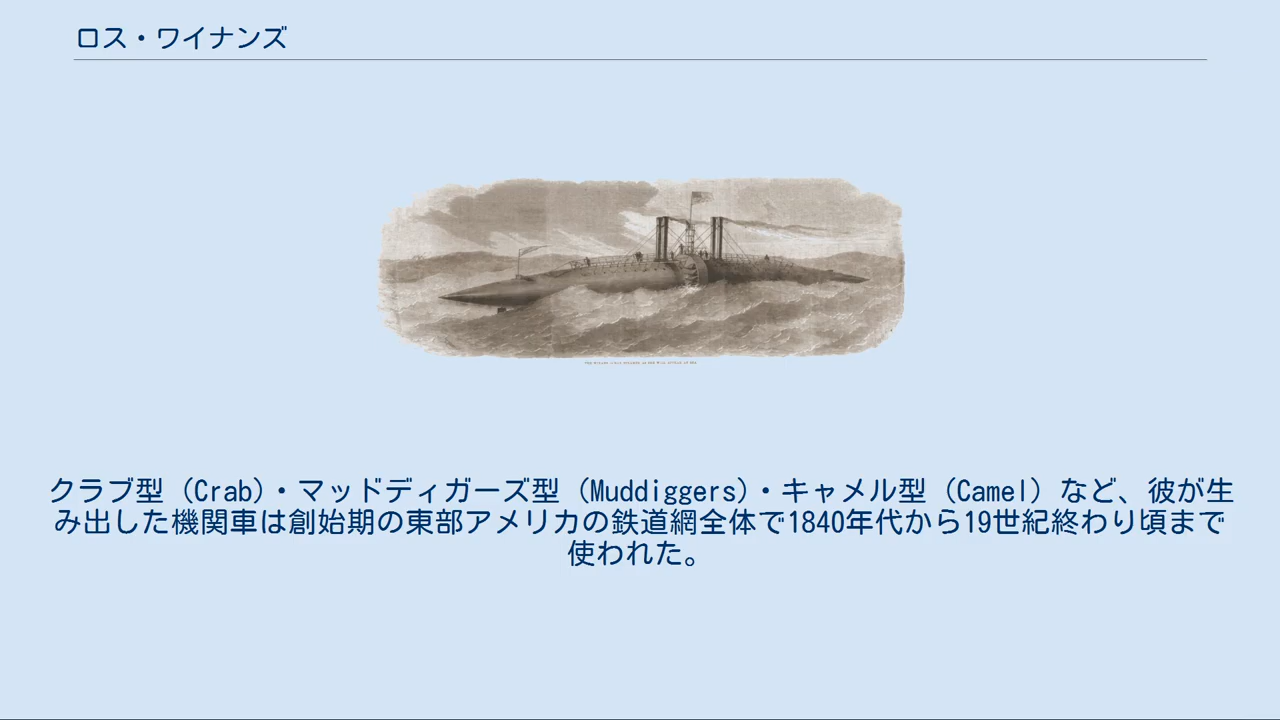 ロス・ワイナンズ
クラブ型（Crab）・マッドディガーズ型（Muddiggers）・キャメル型（Camel）など、彼が生
み出した機関車は創始期の東部アメリカの鉄道網全体で1840年代から19世紀終わり頃まで
使われた。